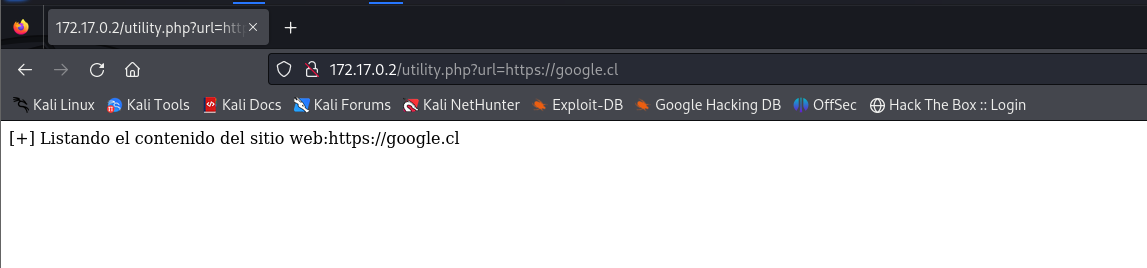 172.17.0.2/utility.php?url=htt
172.17.0.2/utility.php?url=https://google.cl
Kali Linux Kali Tools Kali Docs Kali Forums Kali NetHunter Exploit-DB Google Hacking DB OffSec Hack The Box :: Login
[+] Listando el contenido del sitio web:https://google.cl